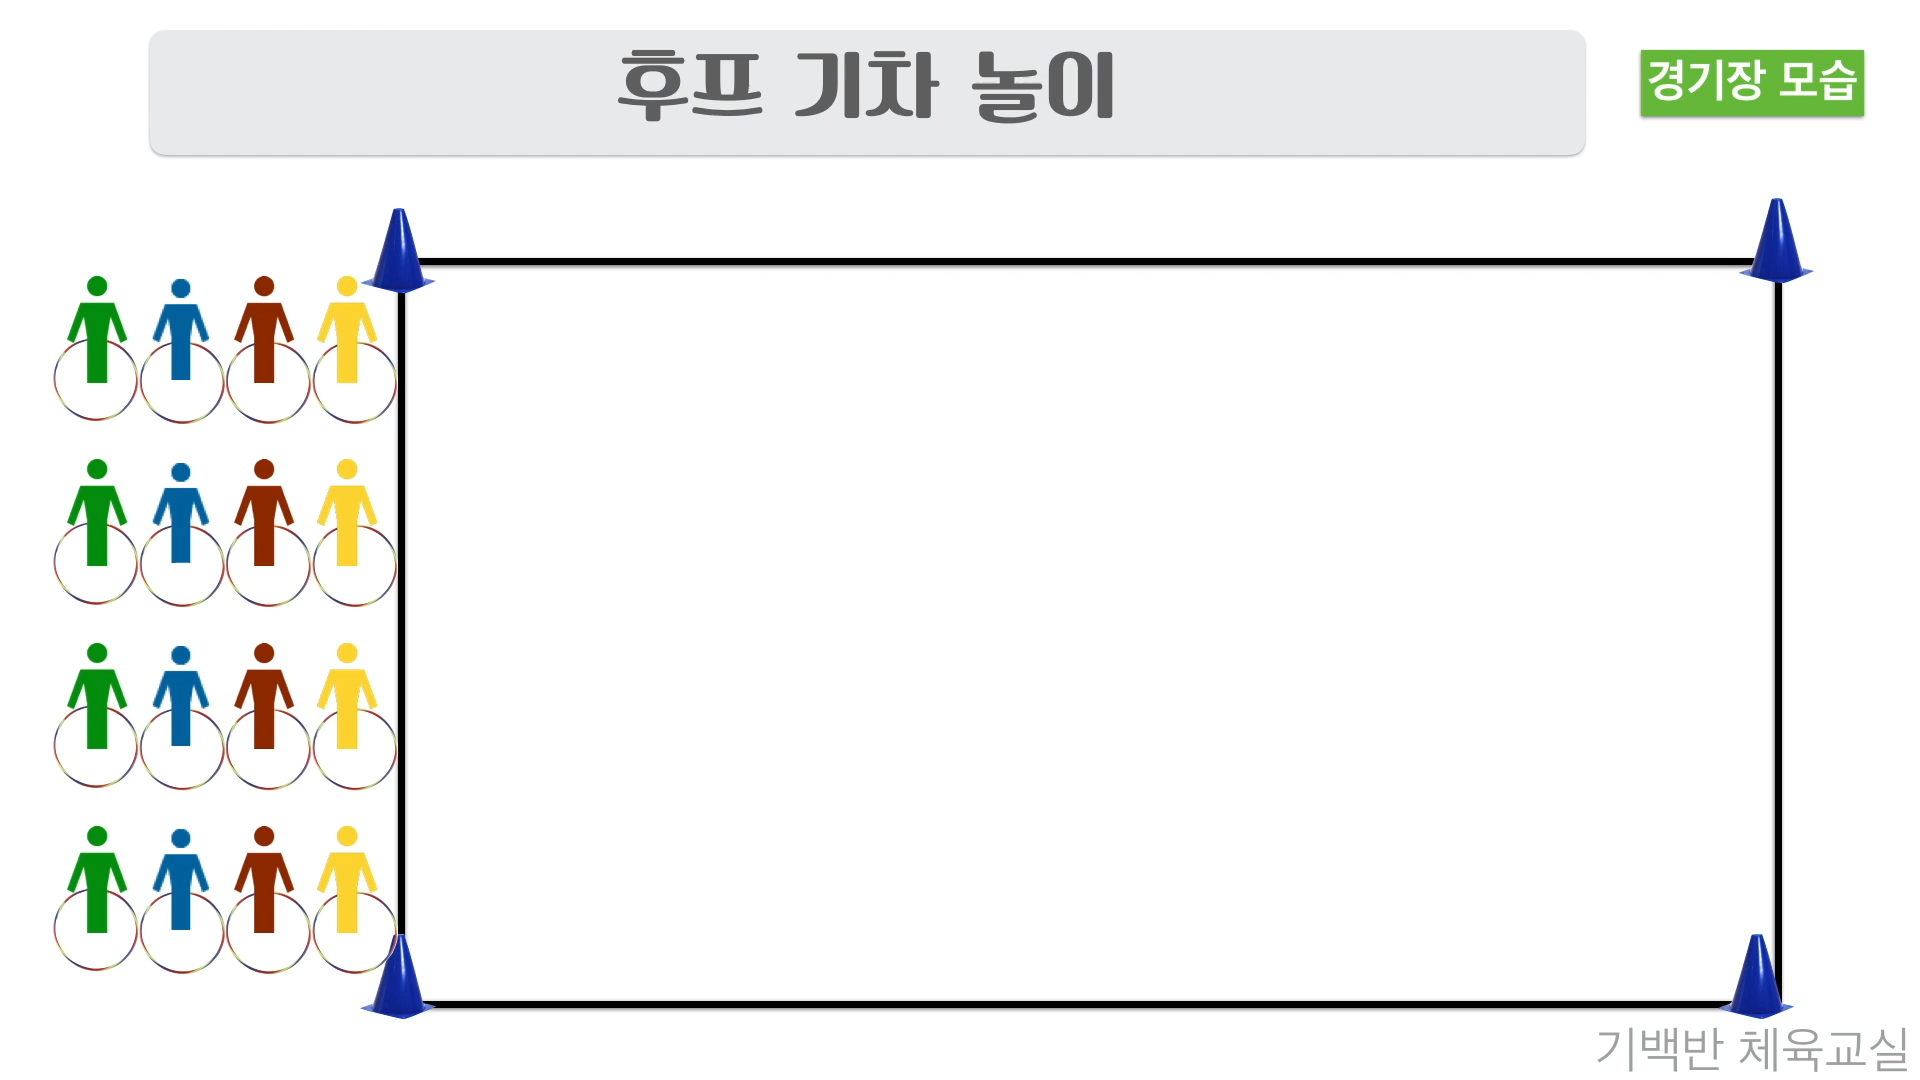 후프 기차 놀이
경기장 모습
기백반 체육교실